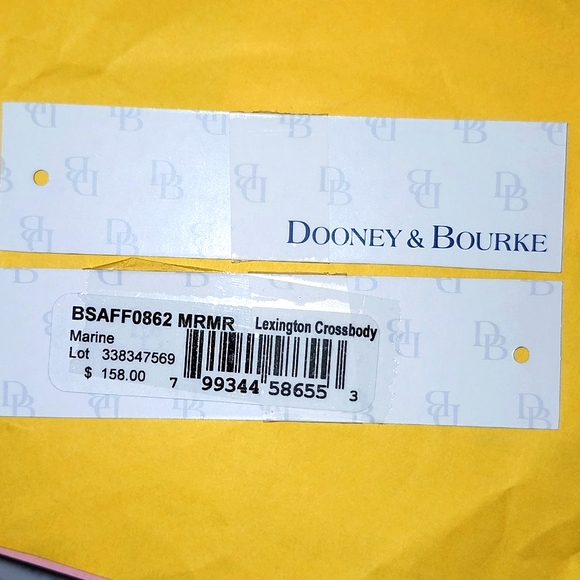 DOONEY & BOURKE
BSAFF0862 MRMR Lexington Crossbody
Marine
Lot 338347569
$ 158.00
7 99344 58655 3